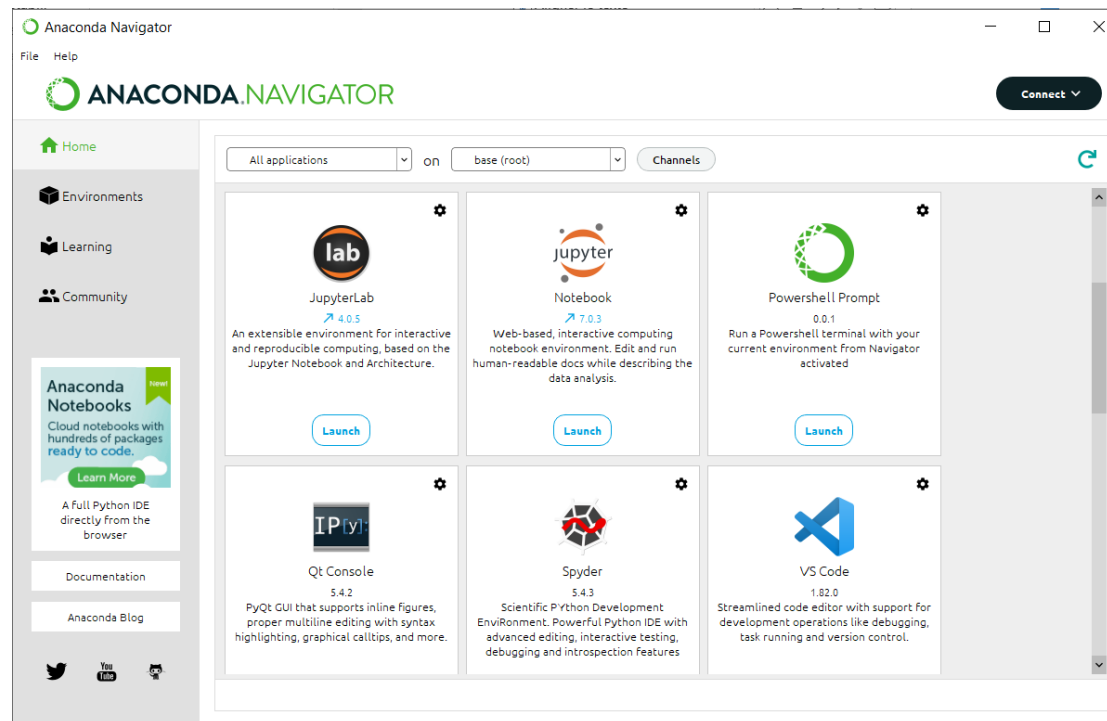 Anaconda Navigator
File Help
ANACONDA.NAVIGATOR
Connect
Home
Environments
Learning
Community
Anaconda
Notebooks
New!
Cloud notebooks with
hundreds of packages
ready to code.
Learn More
A full Python IDE
directly from the
browser
Documentation
Anaconda Blog
You
Tube
All applications on base (root) Channels
lab
JupyterLab
4.0.5
An extensible environment for interactive
and reproducible computing, based on the
Jupyter Notebook and Architecture.
Launch
jupyter
Notebook
7.0.3
Web-based, interactive computing
notebook environment. Edit and run
human-readable docs while describing the
data analysis.
Launch
Powershell Prompt
0.0.1
Run a Powershell terminal with your
current environment from Navigator
activated
Launch
IP[y]:
Qt Console
5.4.2
PyQt GUI that supports inline figures,
proper multiline editing with syntax
highlighting, graphical calltips, and more.
Spyder
5.4.3
Scientific PYthon Development
EnviRonment. Powerful Python IDE with
advanced editing, interactive testing,
debugging and introspection features
VS Code
1.82.0
Streamlined code editor with support for
development operations like debugging,
task running and version control.